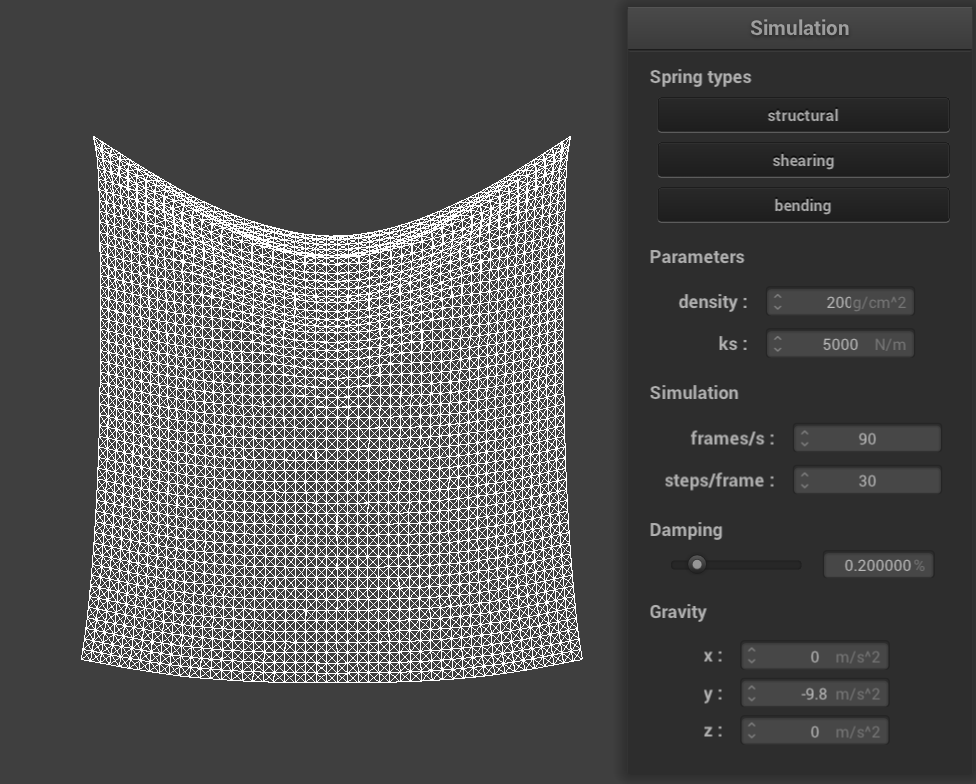 Simulation
Spring types
structural
shearing
bending
Parameters
density : 200g/cm^2
ks : 5000 N/m
Simulation
frames/s : 90
steps/frame : 30
Damping
0.200000 %
Gravity
x : 0 m/s^2
y : -9.8 m/s^2
z : 0 m/s^2